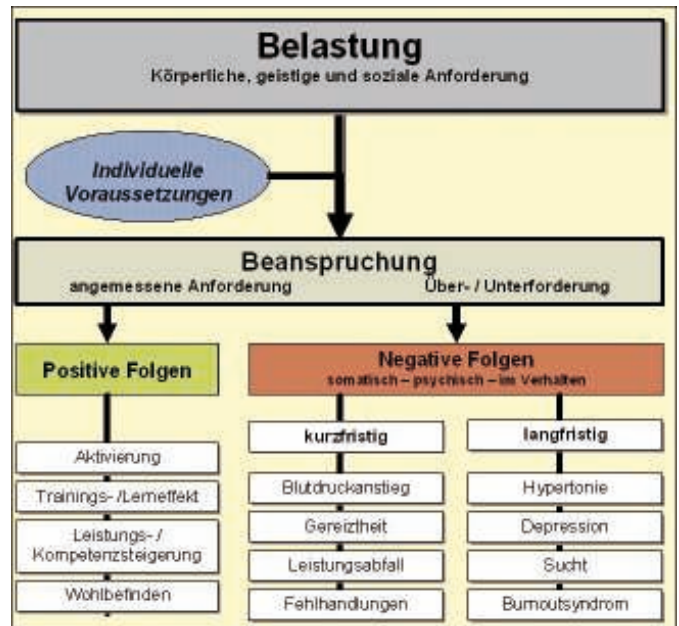 Belastung
Körperliche, geistige und soziale Anforderung
Individuelle
Voraussetzungen
Beanspruchung
angemessene Anforderung
Über- / Unterforderung
Positive Folgen
Aktivierung
Trainings- /Lerneffekt
Leistungs- /
Kompetenzsteigerung
Wohlbefinden
Negative Folgen
somatisch – psychisch – im Verhalten
kurzfristig
Blutdruckanstieg
Gereiztheit
Leistungsabfall
Fehlhandlungen
langfristig
Hypertonie
Depression
Sucht
Burnoutsyndrom